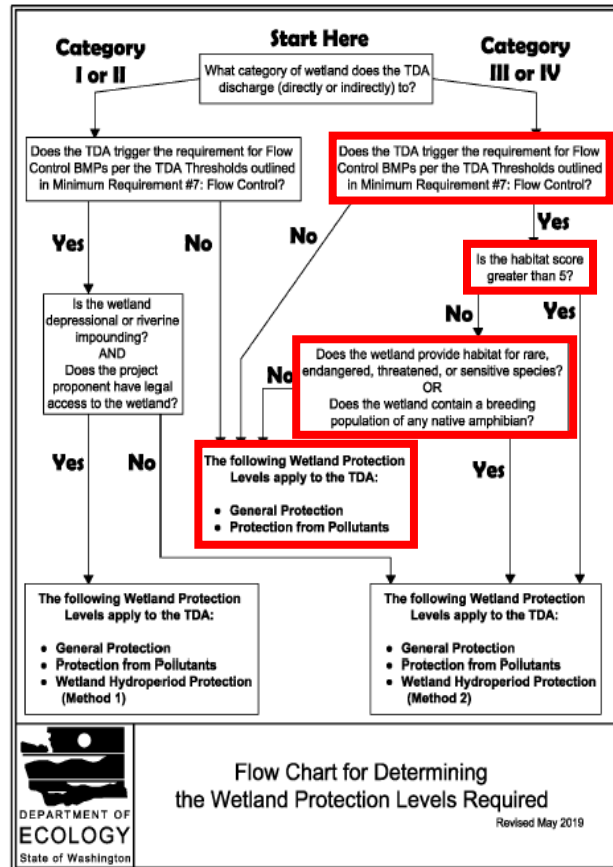 Start Here
Category
I or II
Category
III or IV
What category of wetland does the TDA
discharge (directly or indirectly) to?
Does the TDA trigger the requirement for Flow
Control BMPs per the TDA Thresholds outlined
in Minimum Requirement #7: Flow Control?
Does the TDA trigger the requirement for Flow
Control BMPs per the TDA Thresholds outlined
in Minimum Requirement #7: Flow Control?
Yes
No
No
Yes
Is the habitat score
greater than 5?
Is the wetland
depressional or riverine
impounding?
AND
Does the project
proponent have legal
access to the wetland?
No
Yes
Does the wetland provide habitat for rare,
endangered, threatened, or sensitive species?
OR
Does the wetland contain a breeding
population of any native amphibian?
No
Yes
No
Yes
The following Wetland Protection
Levels apply to the TDA:
• General Protection
• Protection from Pollutants
The following Wetland Protection
Levels apply to the TDA:
• General Protection
• Protection from Pollutants
• Wetland Hydroperiod Protection
(Method 1)
The following Wetland Protection
Levels apply to the TDA:
• General Protection
• Protection from Pollutants
• Wetland Hydroperiod Protection
(Method 2)
DEPARTMENT OF
ECOLOGY
State of Washington
Flow Chart for Determining
the Wetland Protection Levels Required
Revised May 2019